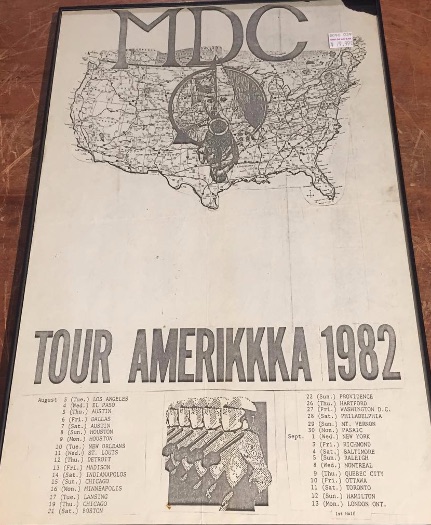 MDC
TOUR AMERIKKKA 1982
August 3 (Tue.) LOS ANGELES
4 (Wed.) EL PASO
5 (Thu.) AUSTIN
6 (Fri.) DALLAS
7 (Sat.) AUSTIN
8 (Sun.) HOUSTON
9 (Mon.) HOUSTON
10 (Tue.) NEW ORLEANS
11 (Wed.) ST. LOUIS
12 (Thu.) DETROIT
13 (Fri.) MADISON
14 (Sat.) INDIANAPOLIS
15 (Sun.) CHICAGO
16 (Mon.) MINNEAPOLIS
17 (Tue.) LANSING
19 (Thu.) CHICAGO
21 (Sat.) BOSTON
22 (Sun.) PROVIDENCE
26 (Thu.) HARTFORD
27 (Fri.) WASHINGTON D.C.
28 (Sat.) PHILADELPHIA
29 (Sun.) MT. VERNON
30 (Mon.) PASAIC
Sept. 1 (Wed.) NEW YORK
3 (Fri.) RICHMOND
4 (Sat.) BALTIMORE
5 (Sun.) RALEIGH
8 (Wed.) MONTREAL
9 (Thu.) QUEBEC CITY
10 (Fri.) OTTAWA
11 (Sat.) TORONTO
12 (Sun.) HAMILTON
13 (Mon.) LONDON ONT.
1st Half